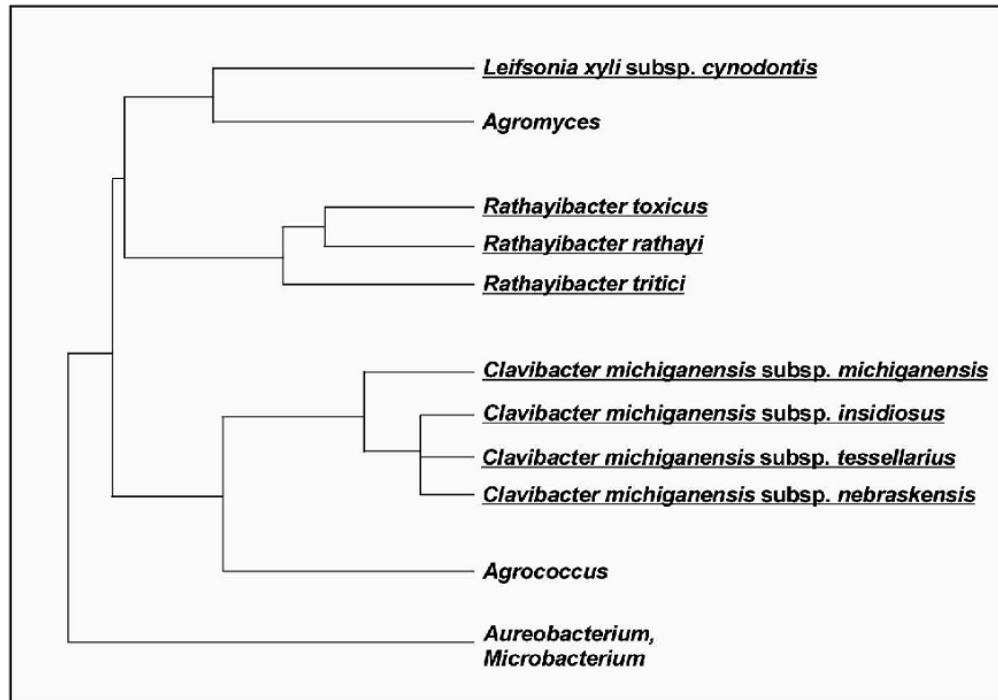 Leifsonia xyli subsp. cynodontis
Agromyces
Rathayibacter toxicus
Rathayibacter rathayi
Rathayibacter tritici
Clavibacter michiganensis subsp. michiganensis
Clavibacter michiganensis subsp. insidiosus
Clavibacter michiganensis subsp. tessellarius
Clavibacter michiganensis subsp. nebraskensis
Agrococcus
Aureobacterium,
Microbacterium